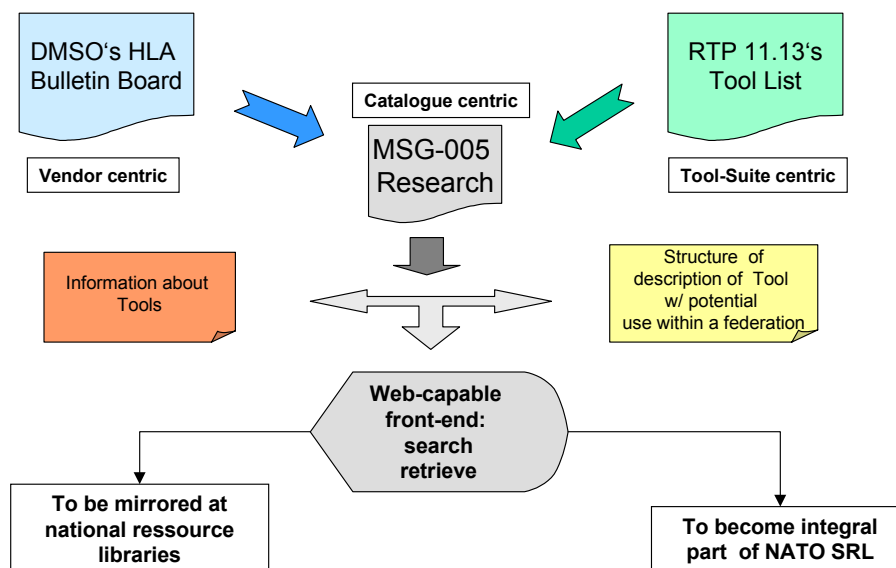 DMSO‘s HLA
Bulletin Board
RTP 11.13‘s
Tool List
Catalogue centric
MSG-005
Research
Vendor centric
Tool-Suite centric
Information about
Tools
Structure of
description of Tool
w/ potential
use within a federation
Web-capable
front-end:
search
retrieve
To be mirrored at
national ressource
libraries
To become integral
part of NATO SRL